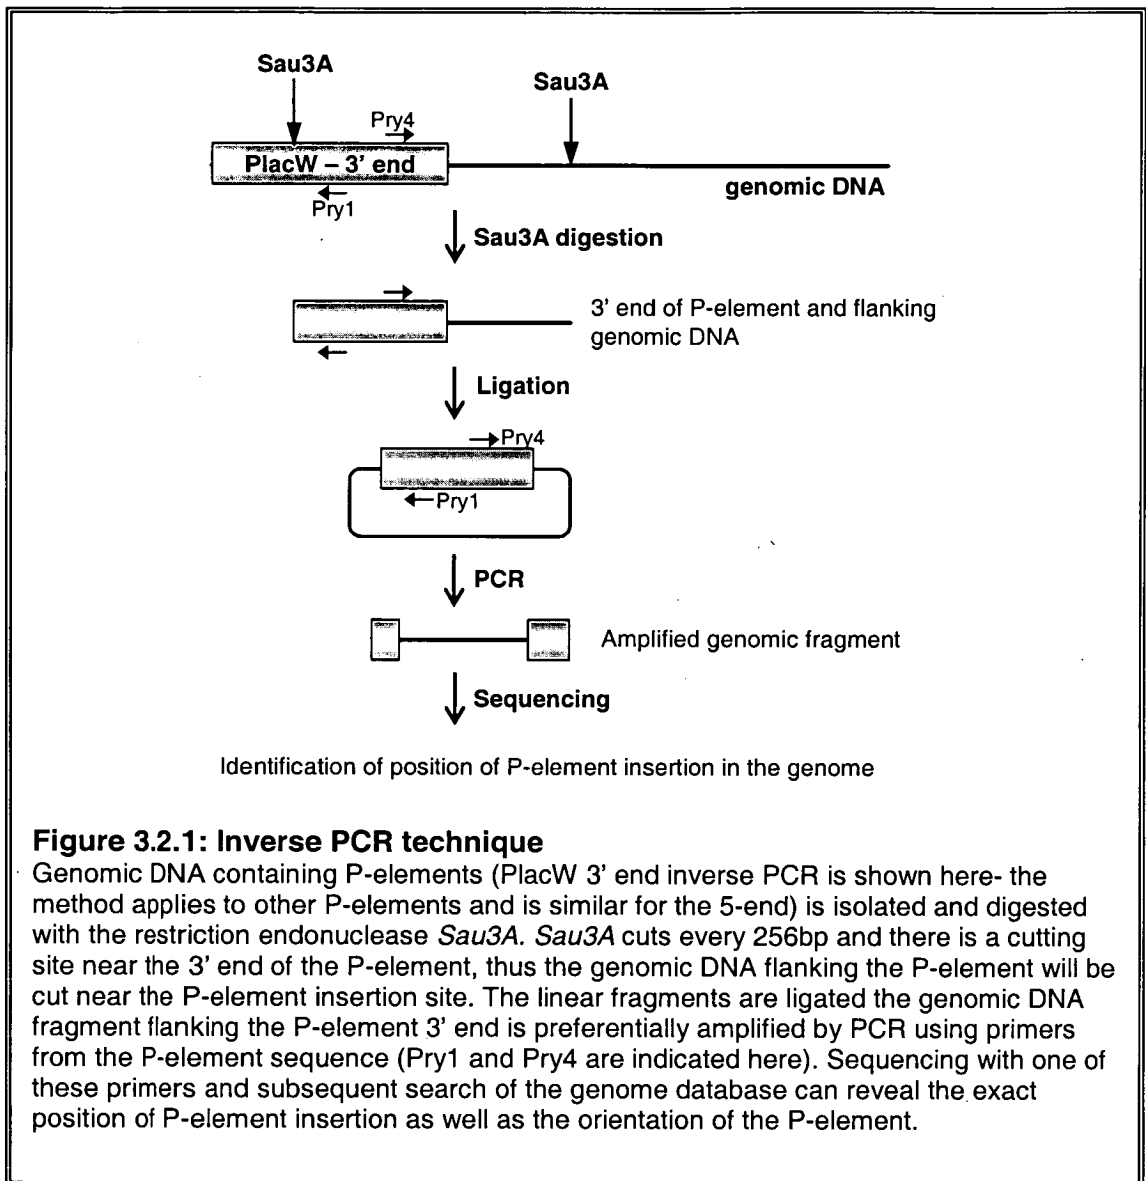 Sau3A
Sau3A
Pry4
PlacW – 3' end
genomic DNA
Pry1
Sau3A digestion
3' end of P-element and flanking
genomic DNA
Ligation
Pry4
Pry1
PCR
Amplified genomic fragment
Sequencing
Identification of position of P-element insertion in the genome
Figure 3.2.1: Inverse PCR technique
Genomic DNA containing P-elements (PlacW 3' end inverse PCR is shown here- the
method applies to other P-elements and is similar for the 5-end) is isolated and digested
with the restriction endonuclease Sau3A. Sau3A cuts every 256bp and there is a cutting
site near the 3' end of the P-element, thus the genomic DNA flanking the P-element will be
cut near the P-element insertion site. The linear fragments are ligated the genomic DNA
fragment flanking the P-element 3' end is preferentially amplified by PCR using primers
from the P-element sequence (Pry1 and Pry4 are indicated here). Sequencing with one of
these primers and subsequent search of the genome database can reveal the exact
position of P-element insertion as well as the orientation of the P-element.